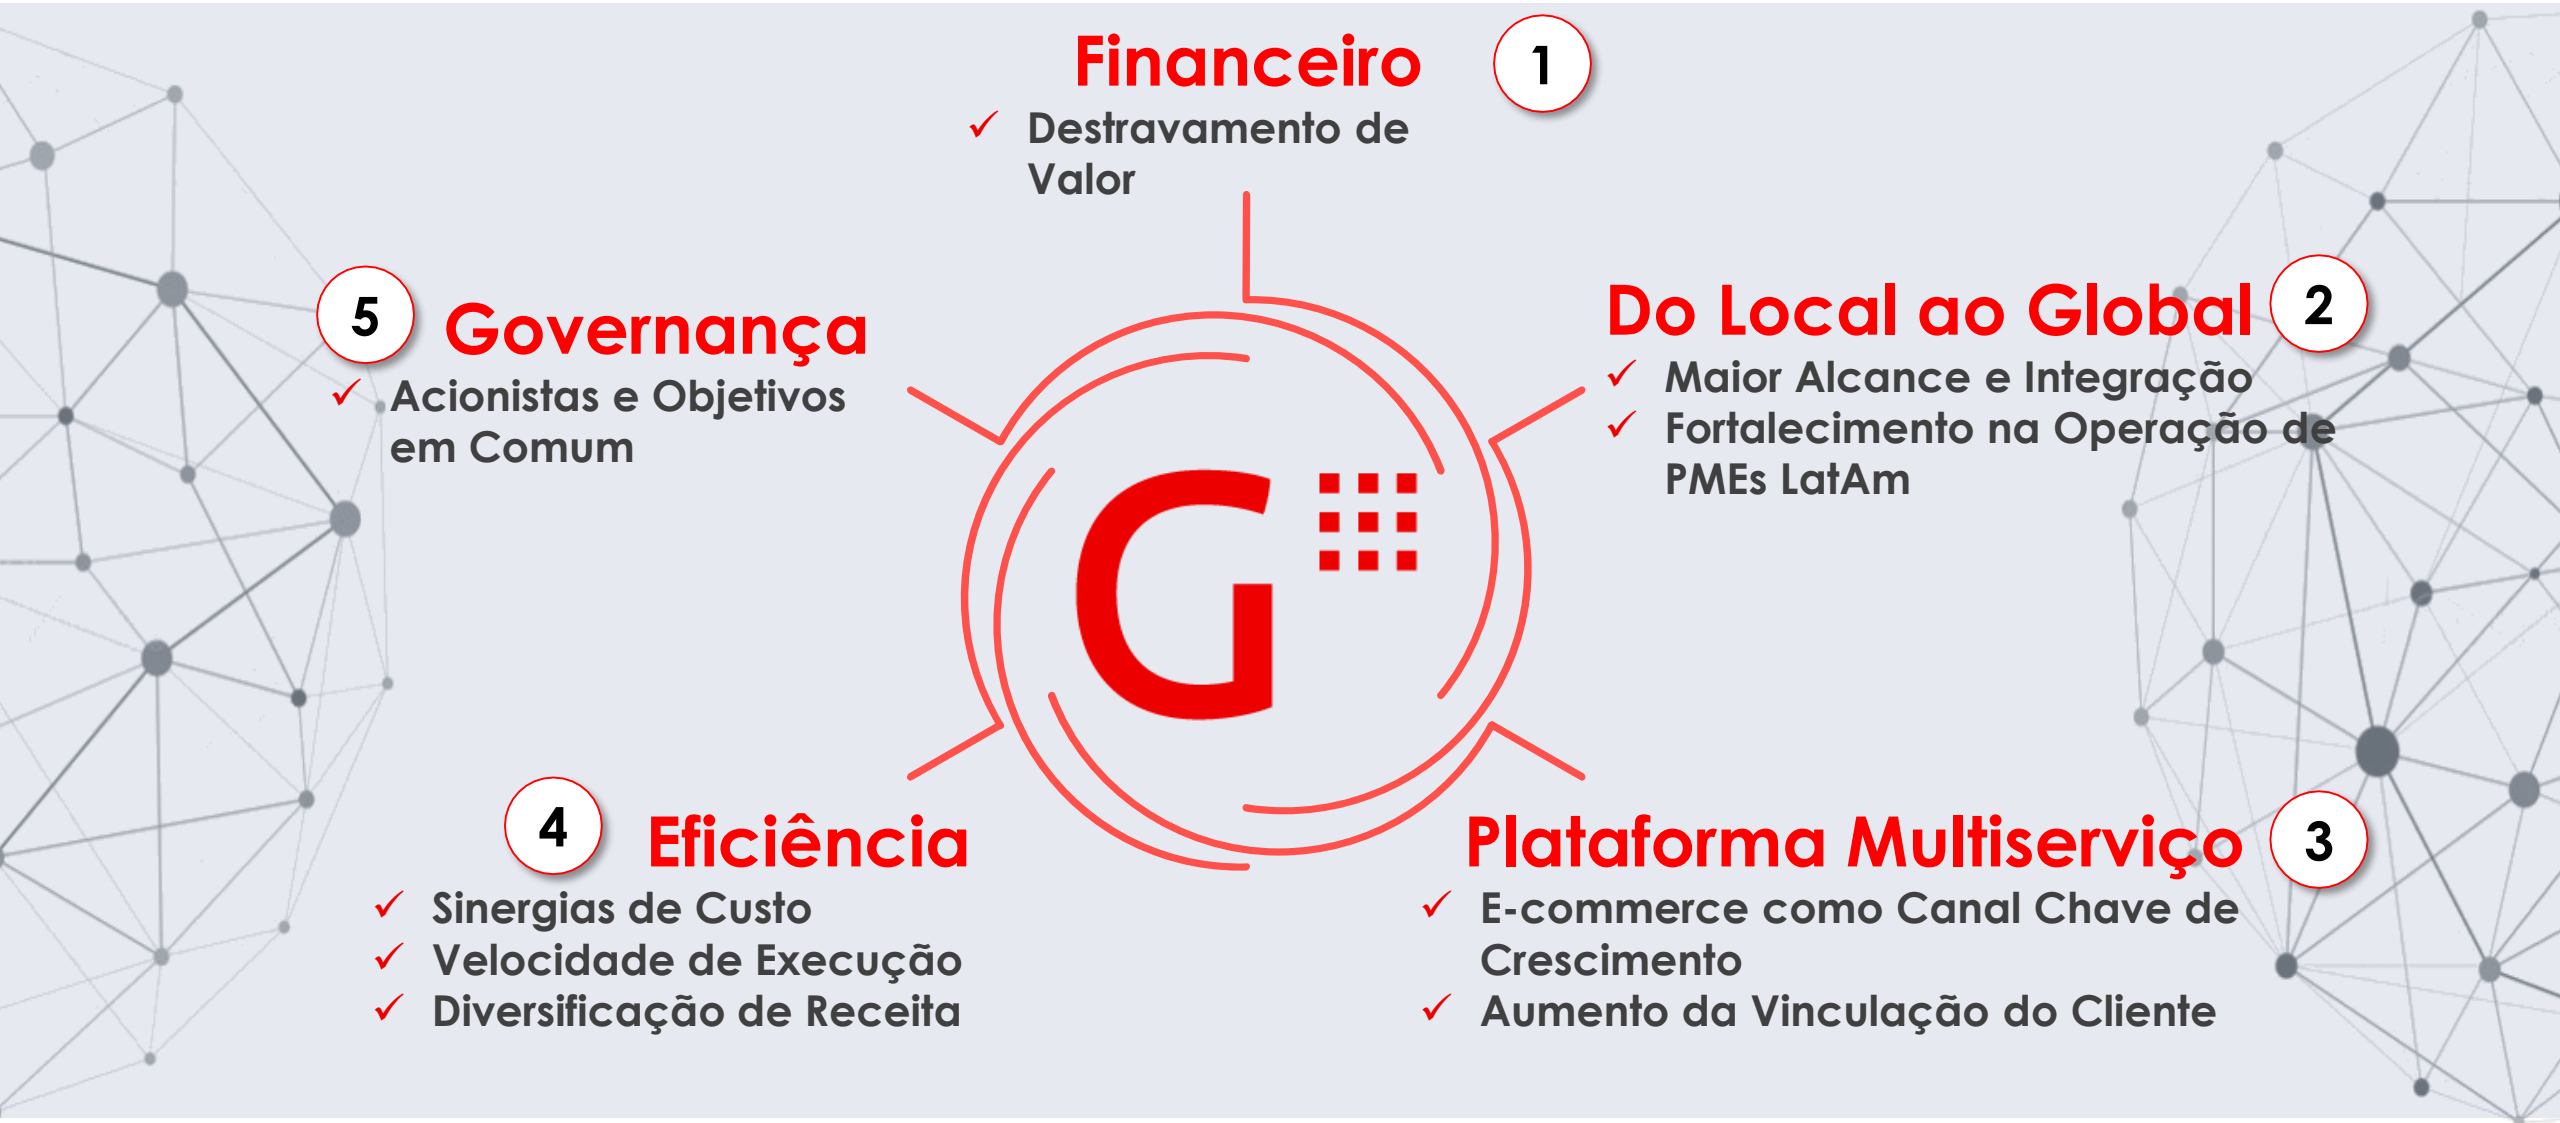 Financeiro
1
✓ Destravamento de
Valor
Do Local ao Global
2
✓ Maior Alcance e Integração
✓ Fortalecimento na Operação de
PMEs LatAm
Plataforma Multiserviço
3
✓ E-commerce como Canal Chave de
Crescimento
✓ Aumento da Vinculação do Cliente
4
Eficiência
✓ Sinergias de Custo
✓ Velocidade de Execução
✓ Diversificação de Receita
5
Governança
✓ Acionistas e Objetivos
em Comum
G